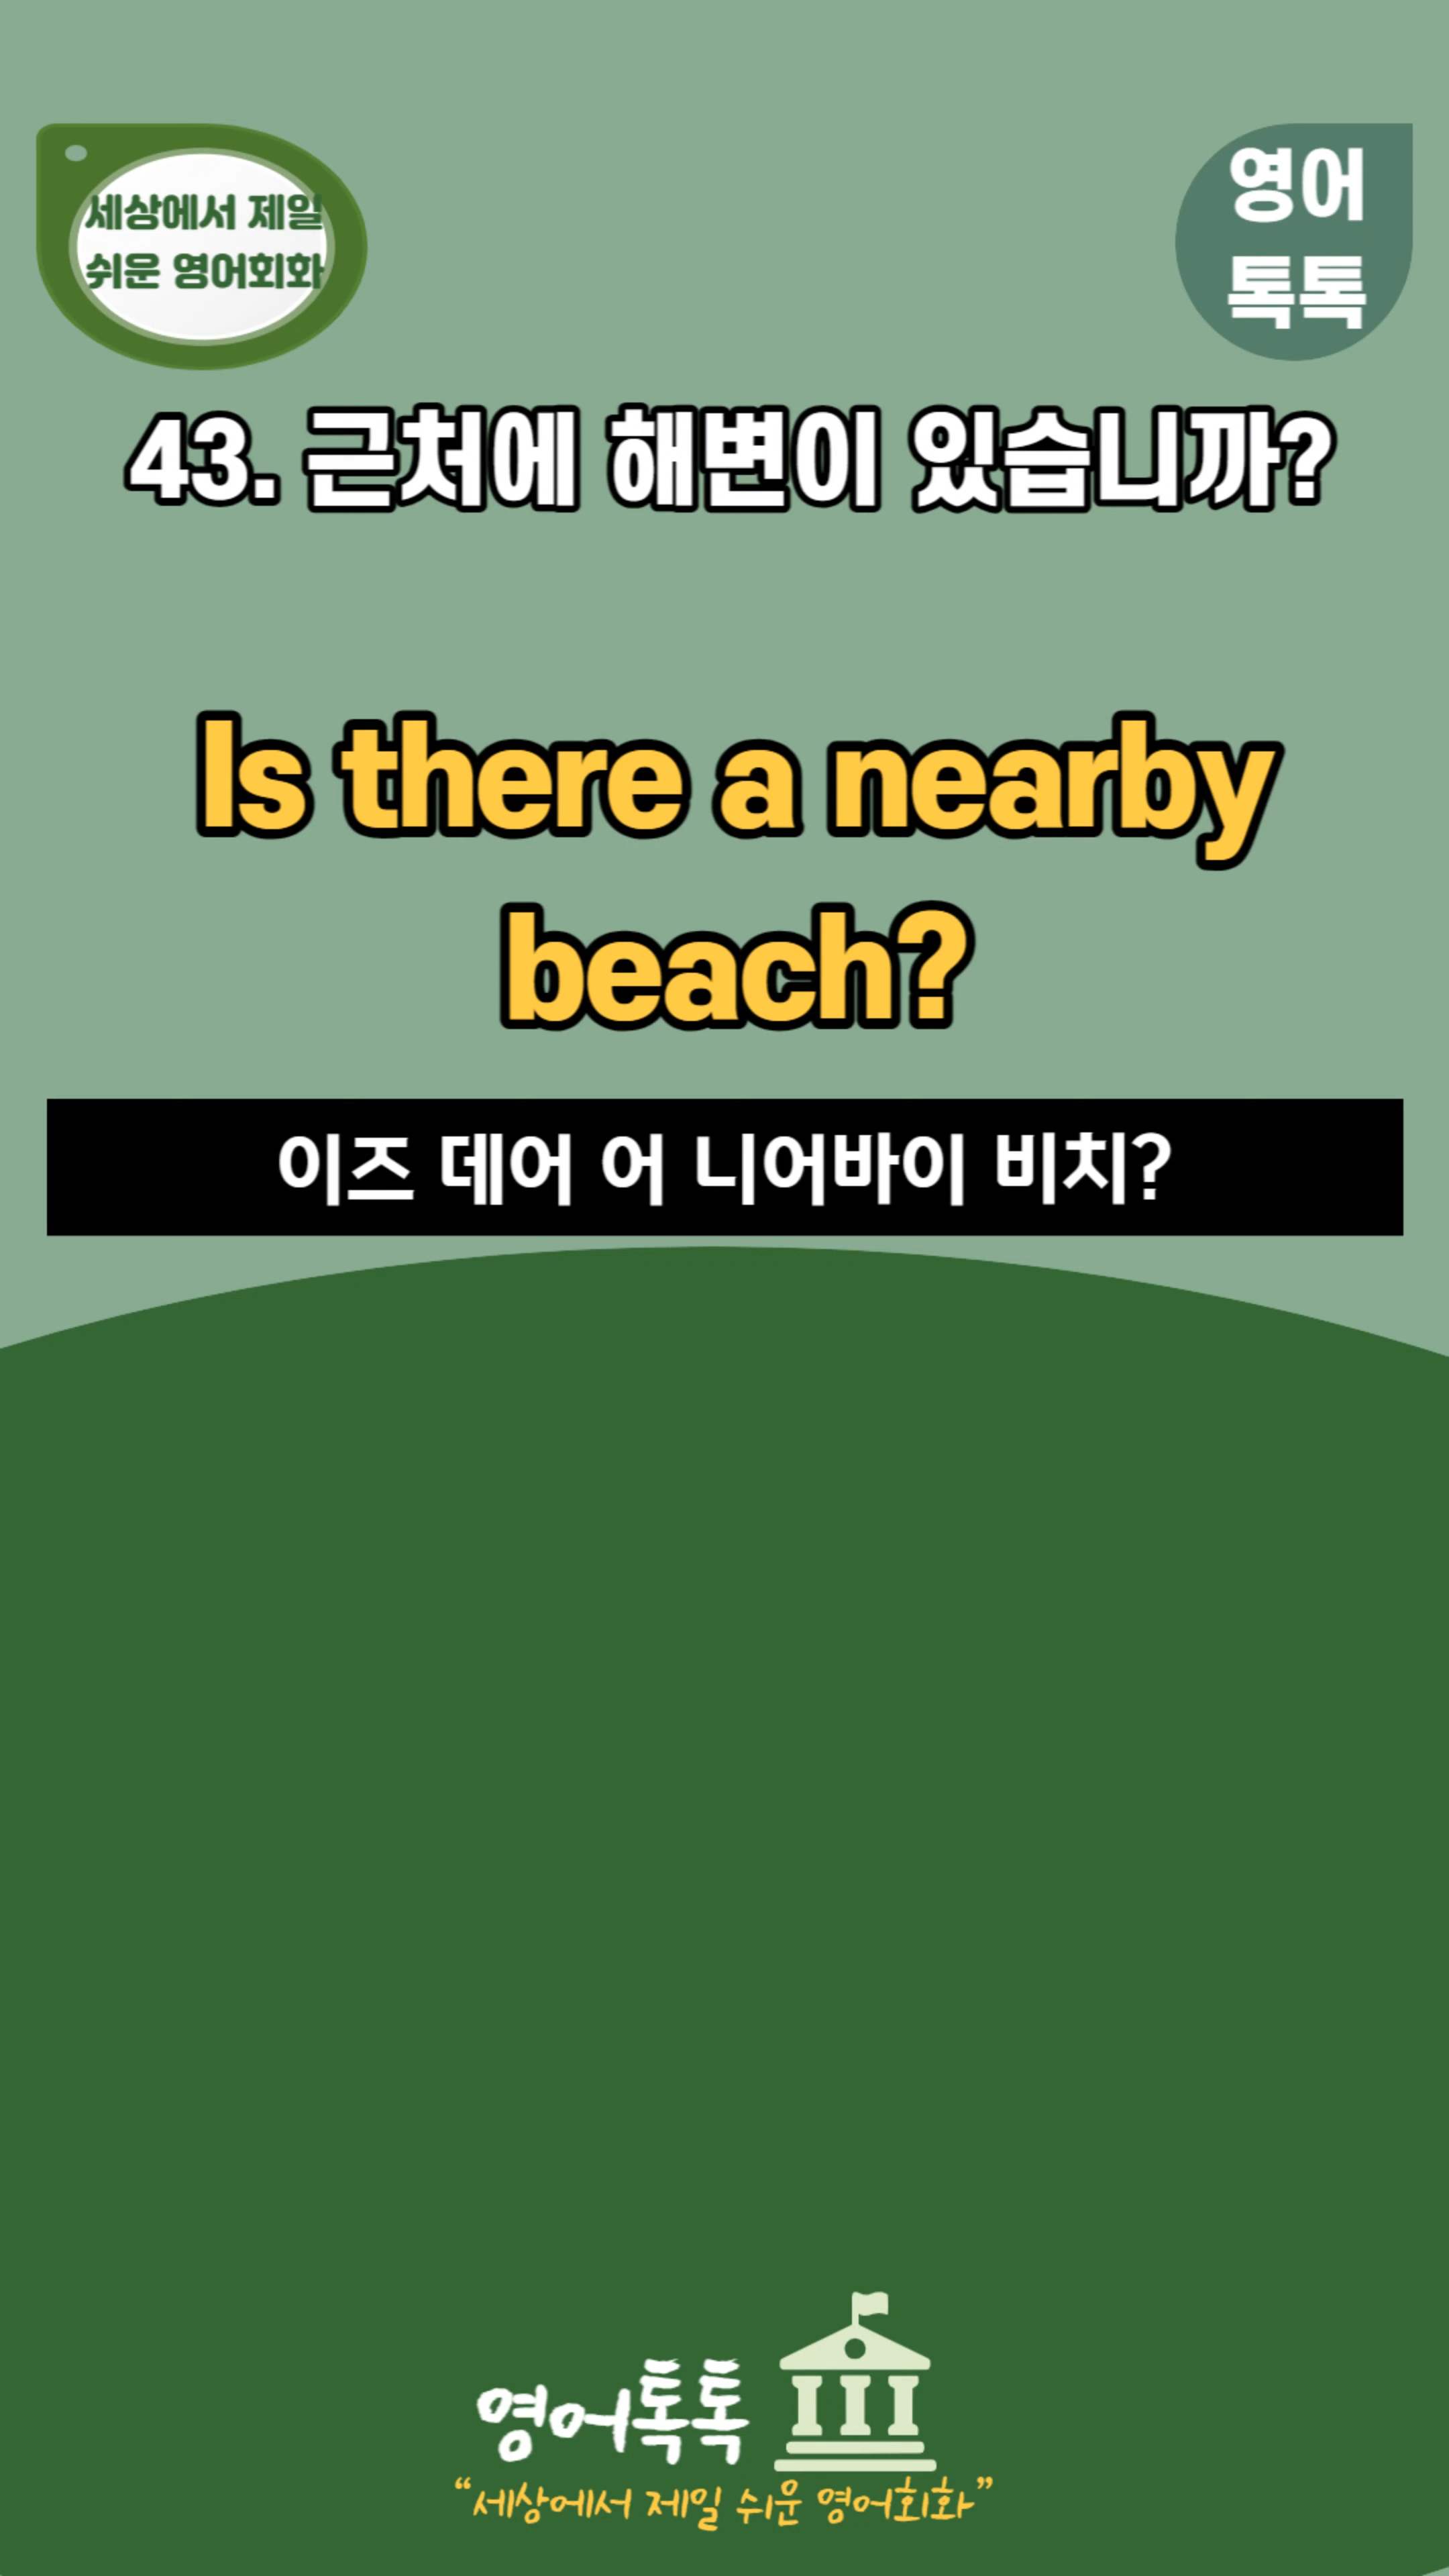 세상에서 제일
쉬운 영어회화
영어
톡톡
43. 근처에 해변이 있습니까?
Is there a nearby
beach?
이즈 데어 어 니어바이 비치?
영어톡톡
“세상에서 제일 쉬운 영어회화”